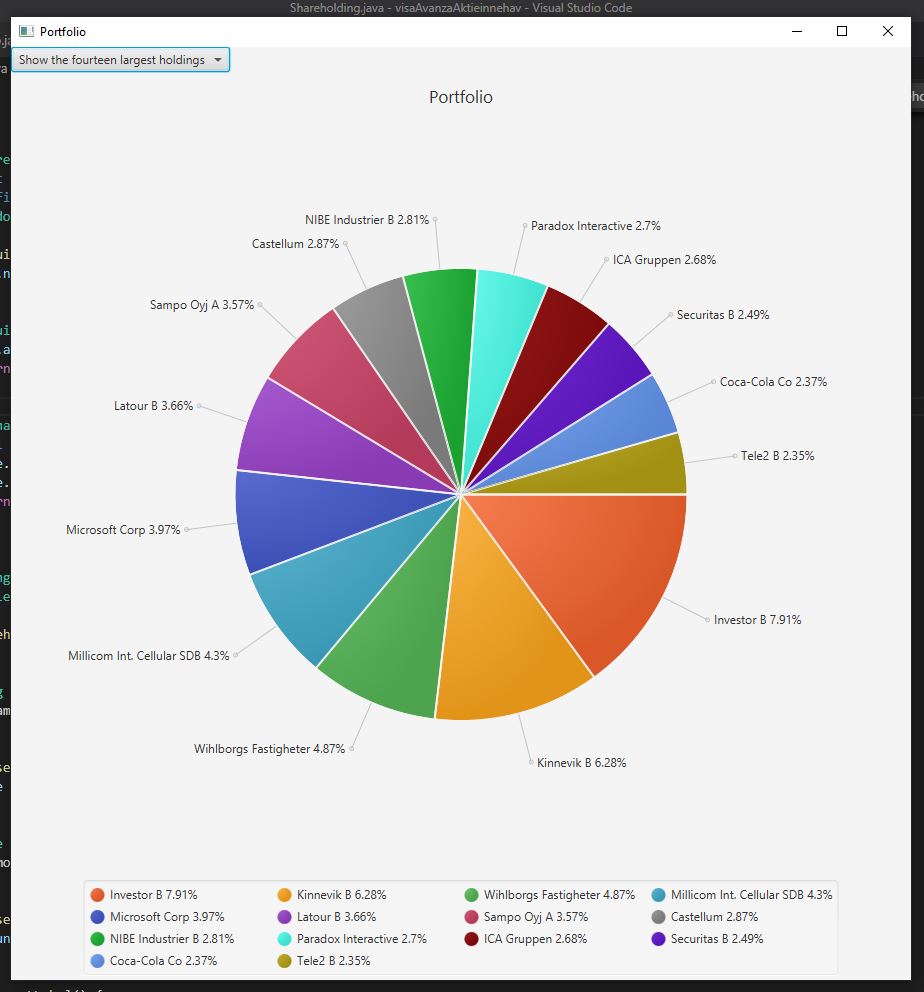 Shareholding.java - visaAvanzaAktieinnehav - Visual Studio Code
Portfolio
Show the fourteen largest holdings
Portfolio
NIBE Industrier B 2.81%
Paradox Interactive 2.7%
Castellum 2.87%
ICA Gruppen 2.68%
Sampo Oyj A 3.57%
Securitas B 2.49%
Coca-Cola Co 2.37%
Latour B 3.66%
Tele2 B 2.35%
Microsoft Corp 3.97%
Investor B 7.91%
Millicom Int. Cellular SDB 4.3%
Wihlborgs Fastigheter 4.87%
Kinnevik B 6.28%
Investor B 7.91% Kinnevik B 6.28% Wihlborgs Fastigheter 4.87% Millicom Int. Cellular SDB 4.3%
Microsoft Corp 3.97% Latour B 3.66% Sampo Oyj A 3.57% Castellum 2.87%
NIBE Industrier B 2.81% Paradox Interactive 2.7% ICA Gruppen 2.68% Securitas B 2.49%
Coca-Cola Co 2.37% Tele2 B 2.35%